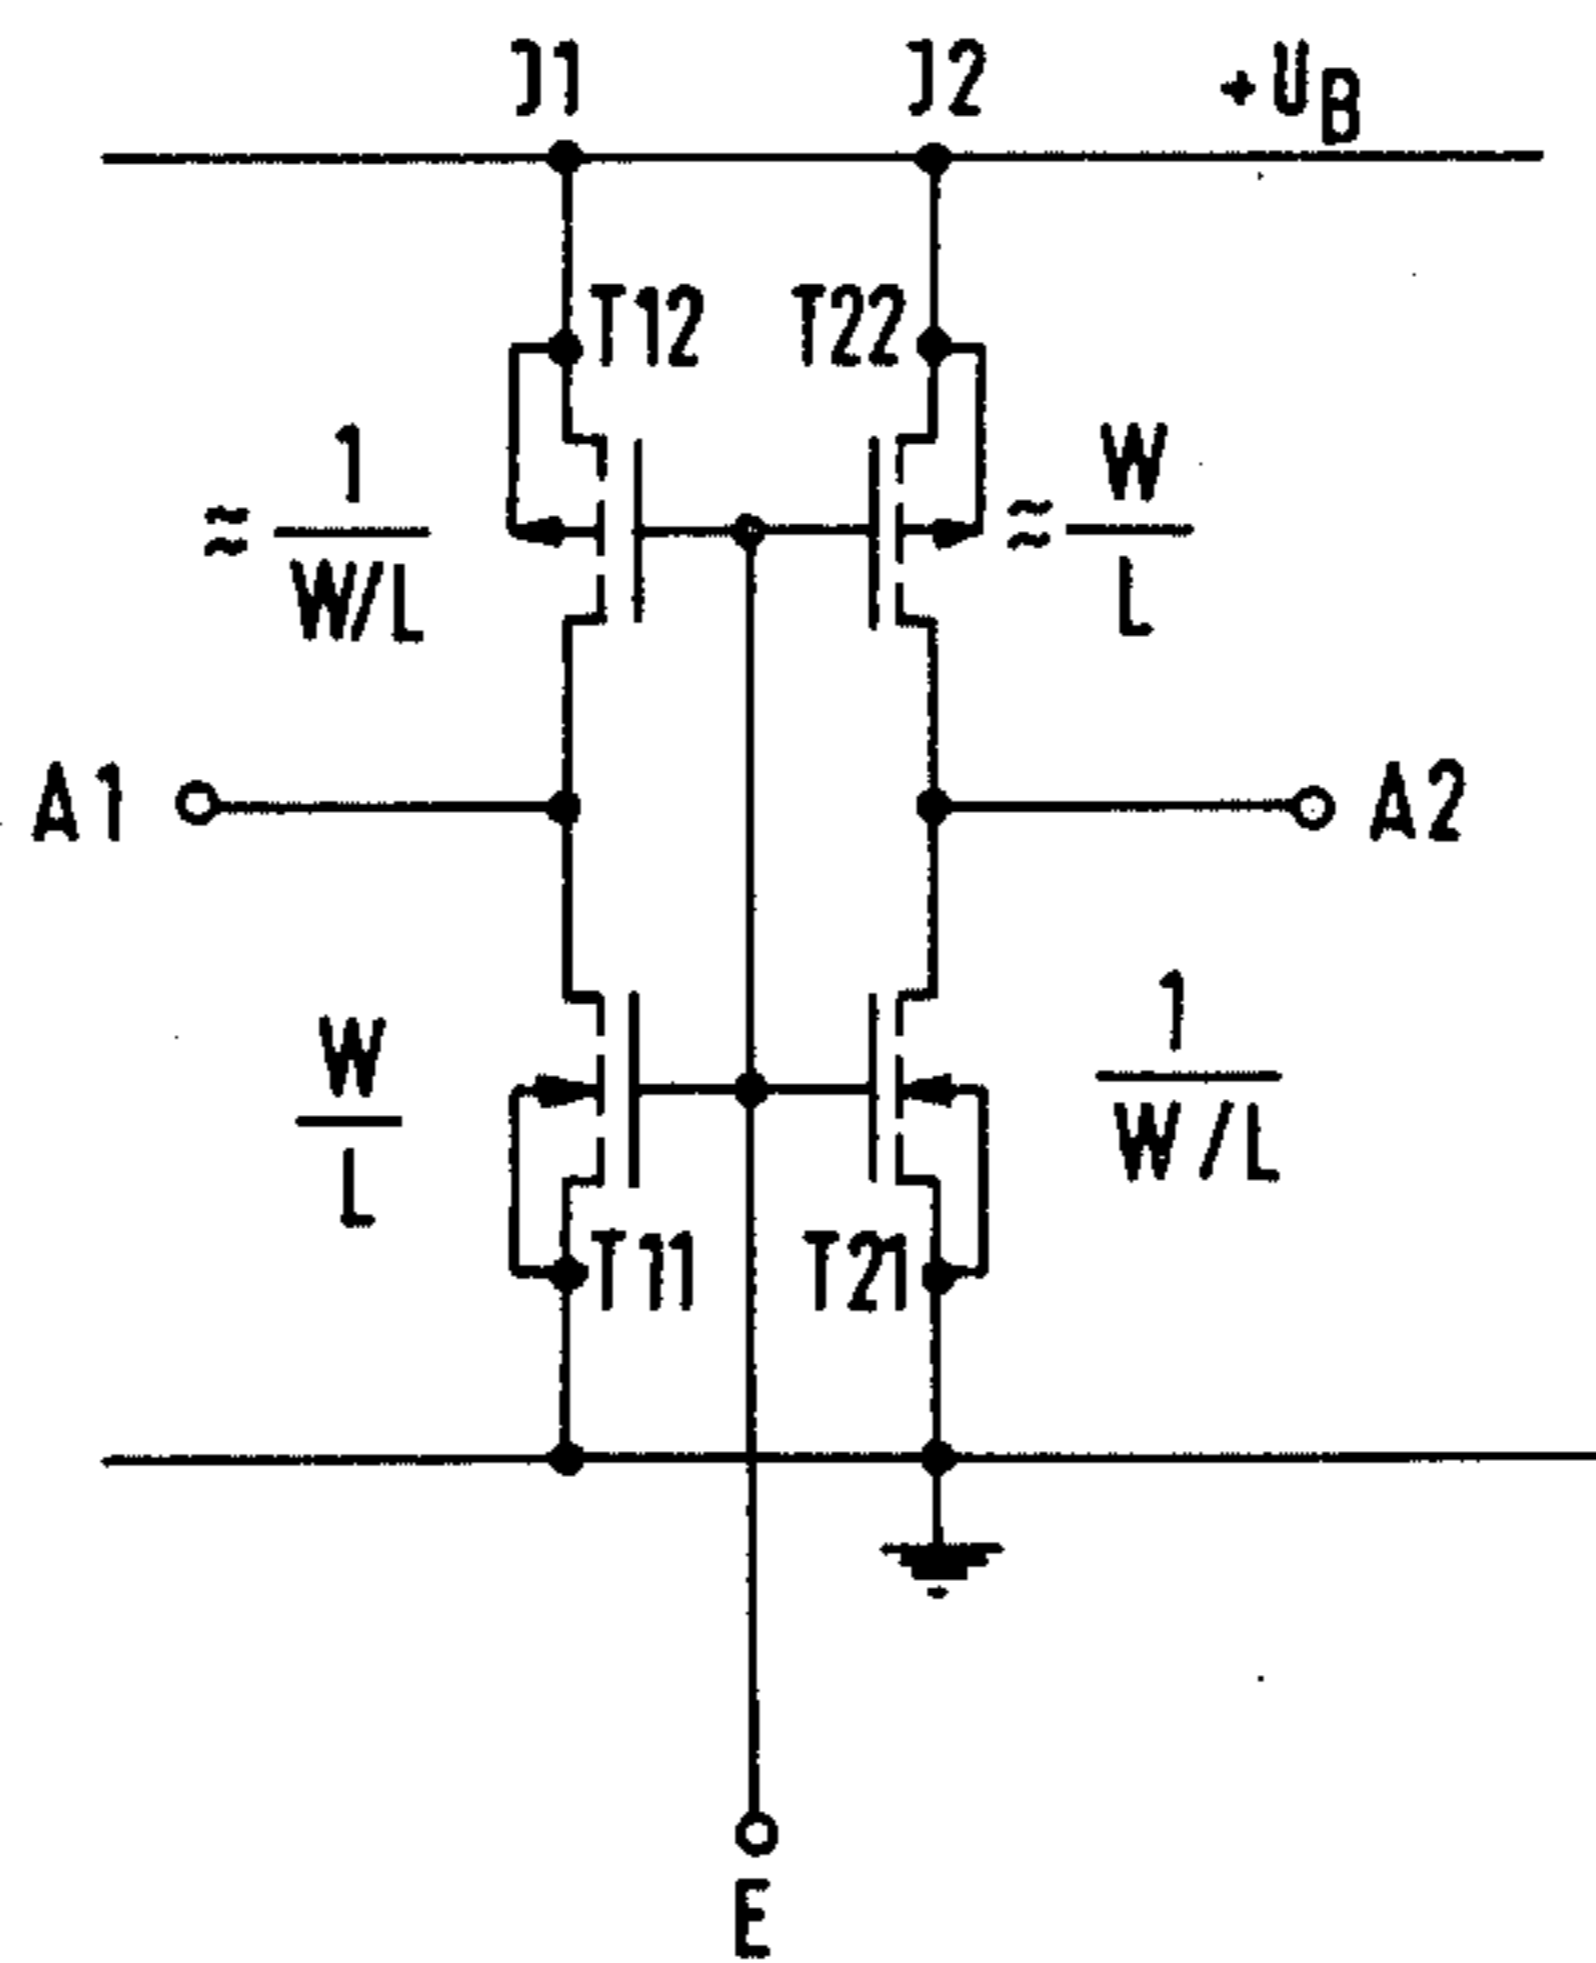 J1 J2 +UB
T12 T22
≈ 1/W/L ≈ W/L
A1 A2
W/L 1/W/L
T11 T21
E